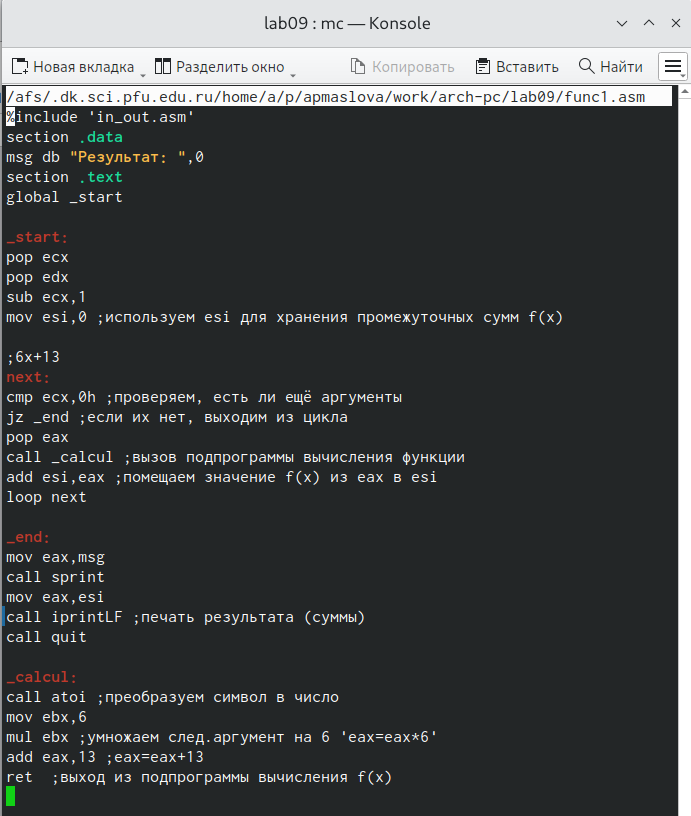 lab09 : mc — Konsole
Новая вкладка Разделить окно Копировать Вставить Найти
/afs/.dk.sci.pfu.edu.ru/home/a/p/apmaslova/work/arch-pc/lab09/func1.asm
%include 'in_out.asm'
section .data
msg db "Результат: ",0
section .text
global _start
_start:
pop ecx
pop edx
sub ecx,1
mov esi,0 ;используем esi для хранения промежуточных сумм f(x)
;6x+13
next:
cmp ecx,0h ;проверяем, есть ли ещё аргументы
jz _end ;если их нет, выходим из цикла
pop eax
call _calcul ;вызов подпрограммы вычисления функции
add esi,eax ;помещаем значение f(x) из eax в esi
loop next
_end:
mov eax,msg
call sprint
mov eax,esi
call iprintLF ;печать результата (суммы)
call quit
_calcul:
call atoi ;преобразуем символ в число
mov ebx,6
mul ebx ;умножаем след.аргумент на 6 'eax=eax*6'
add eax,13 ;eax=eax+13
ret  ;выход из подпрограммы вычисления f(x)